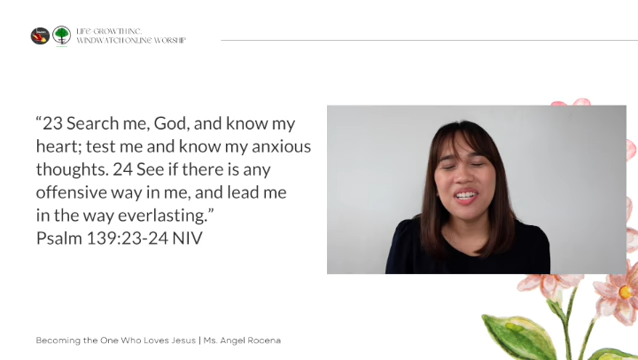 LIFE GROWTH INC.
WINDWATCH ONLINE WORSHIP
“23 Search me, God, and know my
heart; test me and know my anxious
thoughts. 24 See if there is any
offensive way in me, and lead me
in the way everlasting.”
Psalm 139:23-24 NIV
Becoming the One Who Loves Jesus | Ms. Angel Rocena